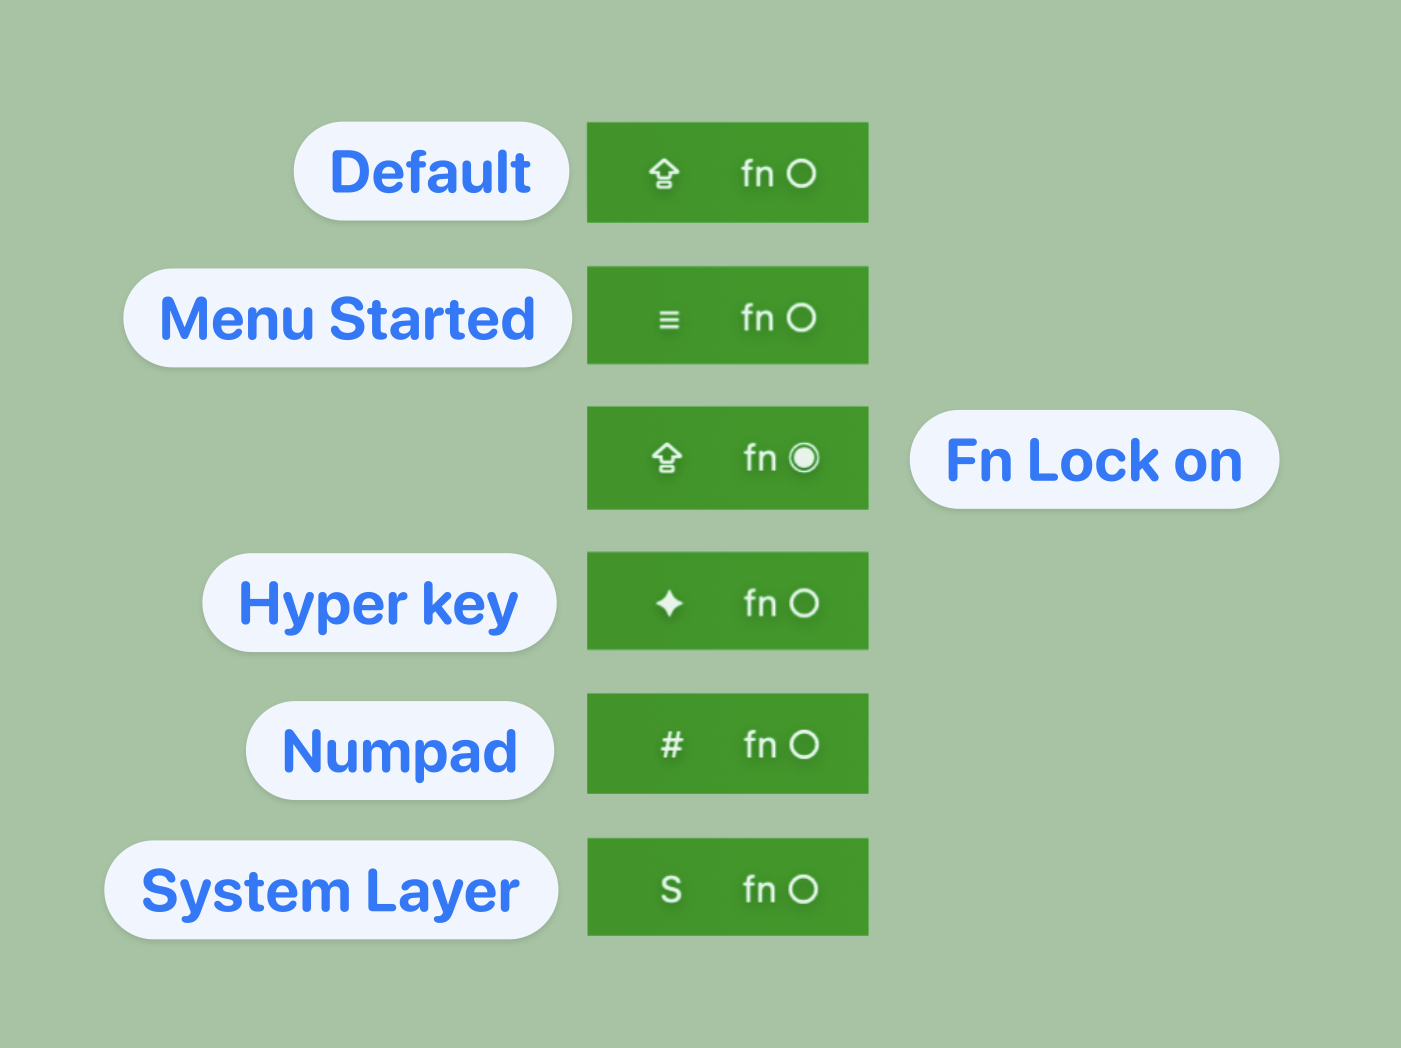 Default ⇪ fn ○
Menu Started ≡ fn ○
⇪ fn ◉ Fn Lock on
Hyper key ✦ fn ○
Numpad # fn ○
System Layer S fn ○